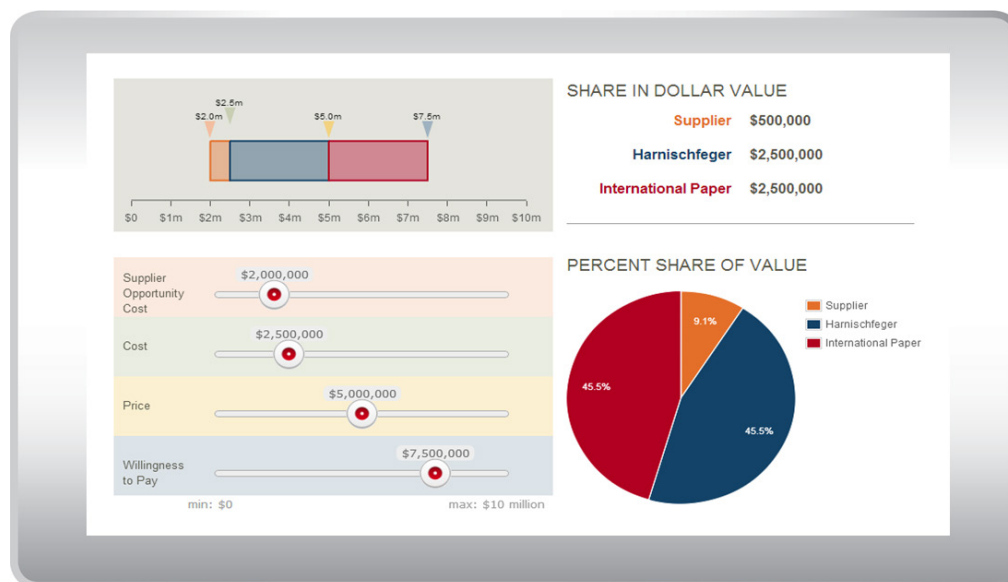 $2.5m
$2.0m $5.0m $7.5m
$0 $1m $2m $3m $4m $5m $6m $7m $8m $9m $10m
SHARE IN DOLLAR VALUE
Supplier $500,000
Harnischfeger $2,500,000
International Paper $2,500,000
Supplier
Opportunity
Cost
$2,000,000
Cost
$2,500,000
Price
$5,000,000
Willingness
to Pay
$7,500,000
min: $0 max: $10 million
PERCENT SHARE OF VALUE
9.1%
45.5%
45.5%
Supplier
Harnischfeger
International Paper